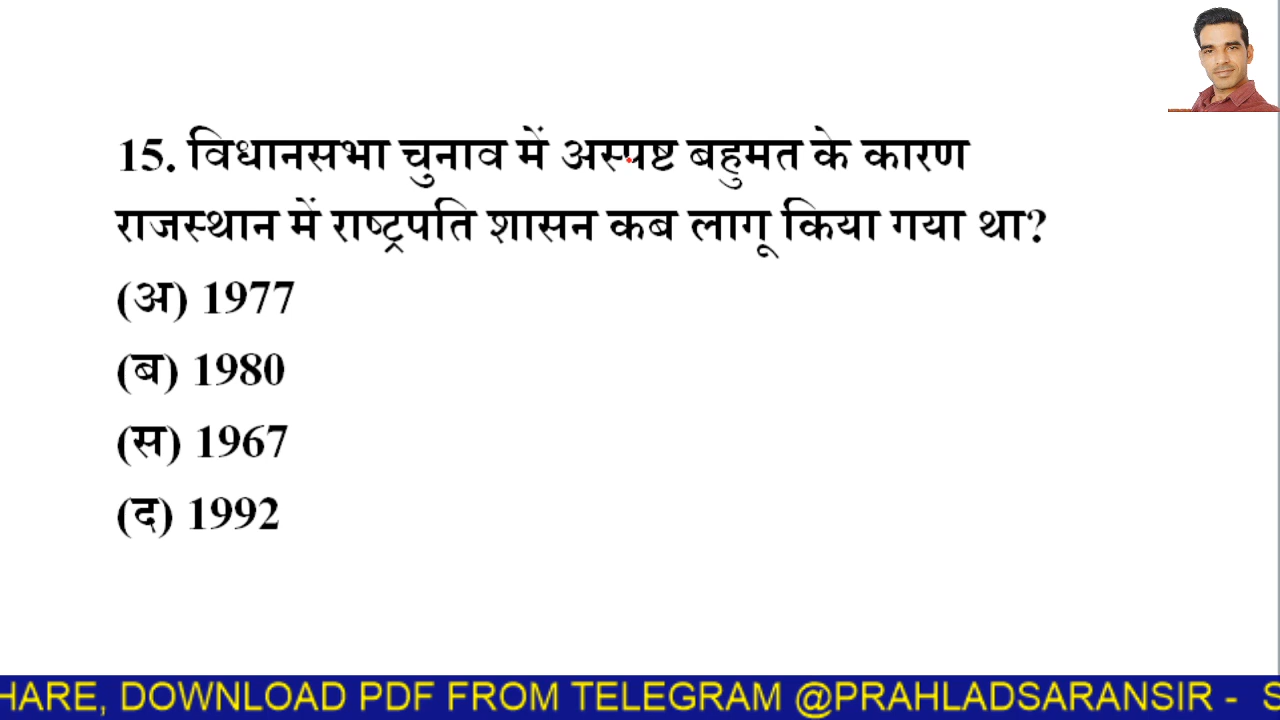 15. विधानसभा चुनाव में अस्पष्ट बहुमत के कारण
राजस्थान में राष्ट्रपति शासन कब लागू किया गया था?
(अ) 1977
(ब) 1980
(स) 1967
(द) 1992
HARE, DOWNLOAD PDF FROM TELEGRAM @PRAHLADSARANSIR - S